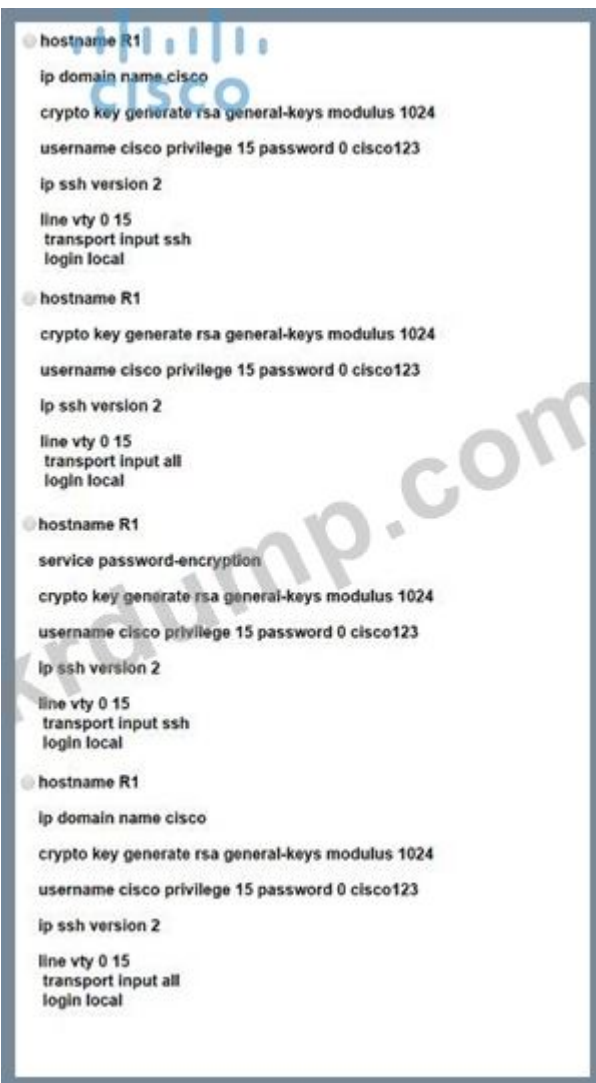 hostname R1
ip domain name cisco
CISCO
crypto key generate rsa general-keys modulus 1024
username cisco privilege 15 password 0 cisco123
ip ssh version 2
line vty 0 15
transport input ssh
login local
hostname R1
crypto key generate rsa general-keys modulus 1024
username cisco privilege 15 password 0 cisco123
ip ssh version 2
line vty 0 15
transport input all
login local
hostname R1
service password-encryption
crypto key generate rsa general-keys modulus 1024
username cisco privilege 15 password 0 cisco123
ip ssh version 2
line vty 0 15
transport input ssh
login local
krdump.com
hostname R1
ip domain name cisco
crypto key generate rsa general-keys modulus 1024
username cisco privilege 15 password 0 cisco123
ip ssh version 2
line vty 0 15
transport input all
login local